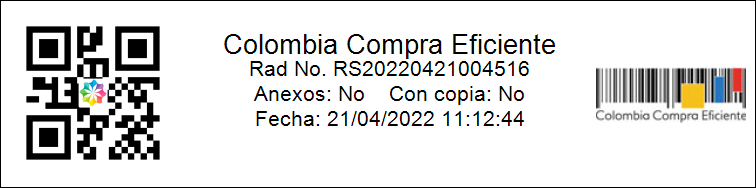 Colombia Compra Eficiente
Rad No. RS20220421004516
Anexos: No    Con copia: No
Fecha: 21/04/2022 11:12:44
Colombia Compra Eficiente